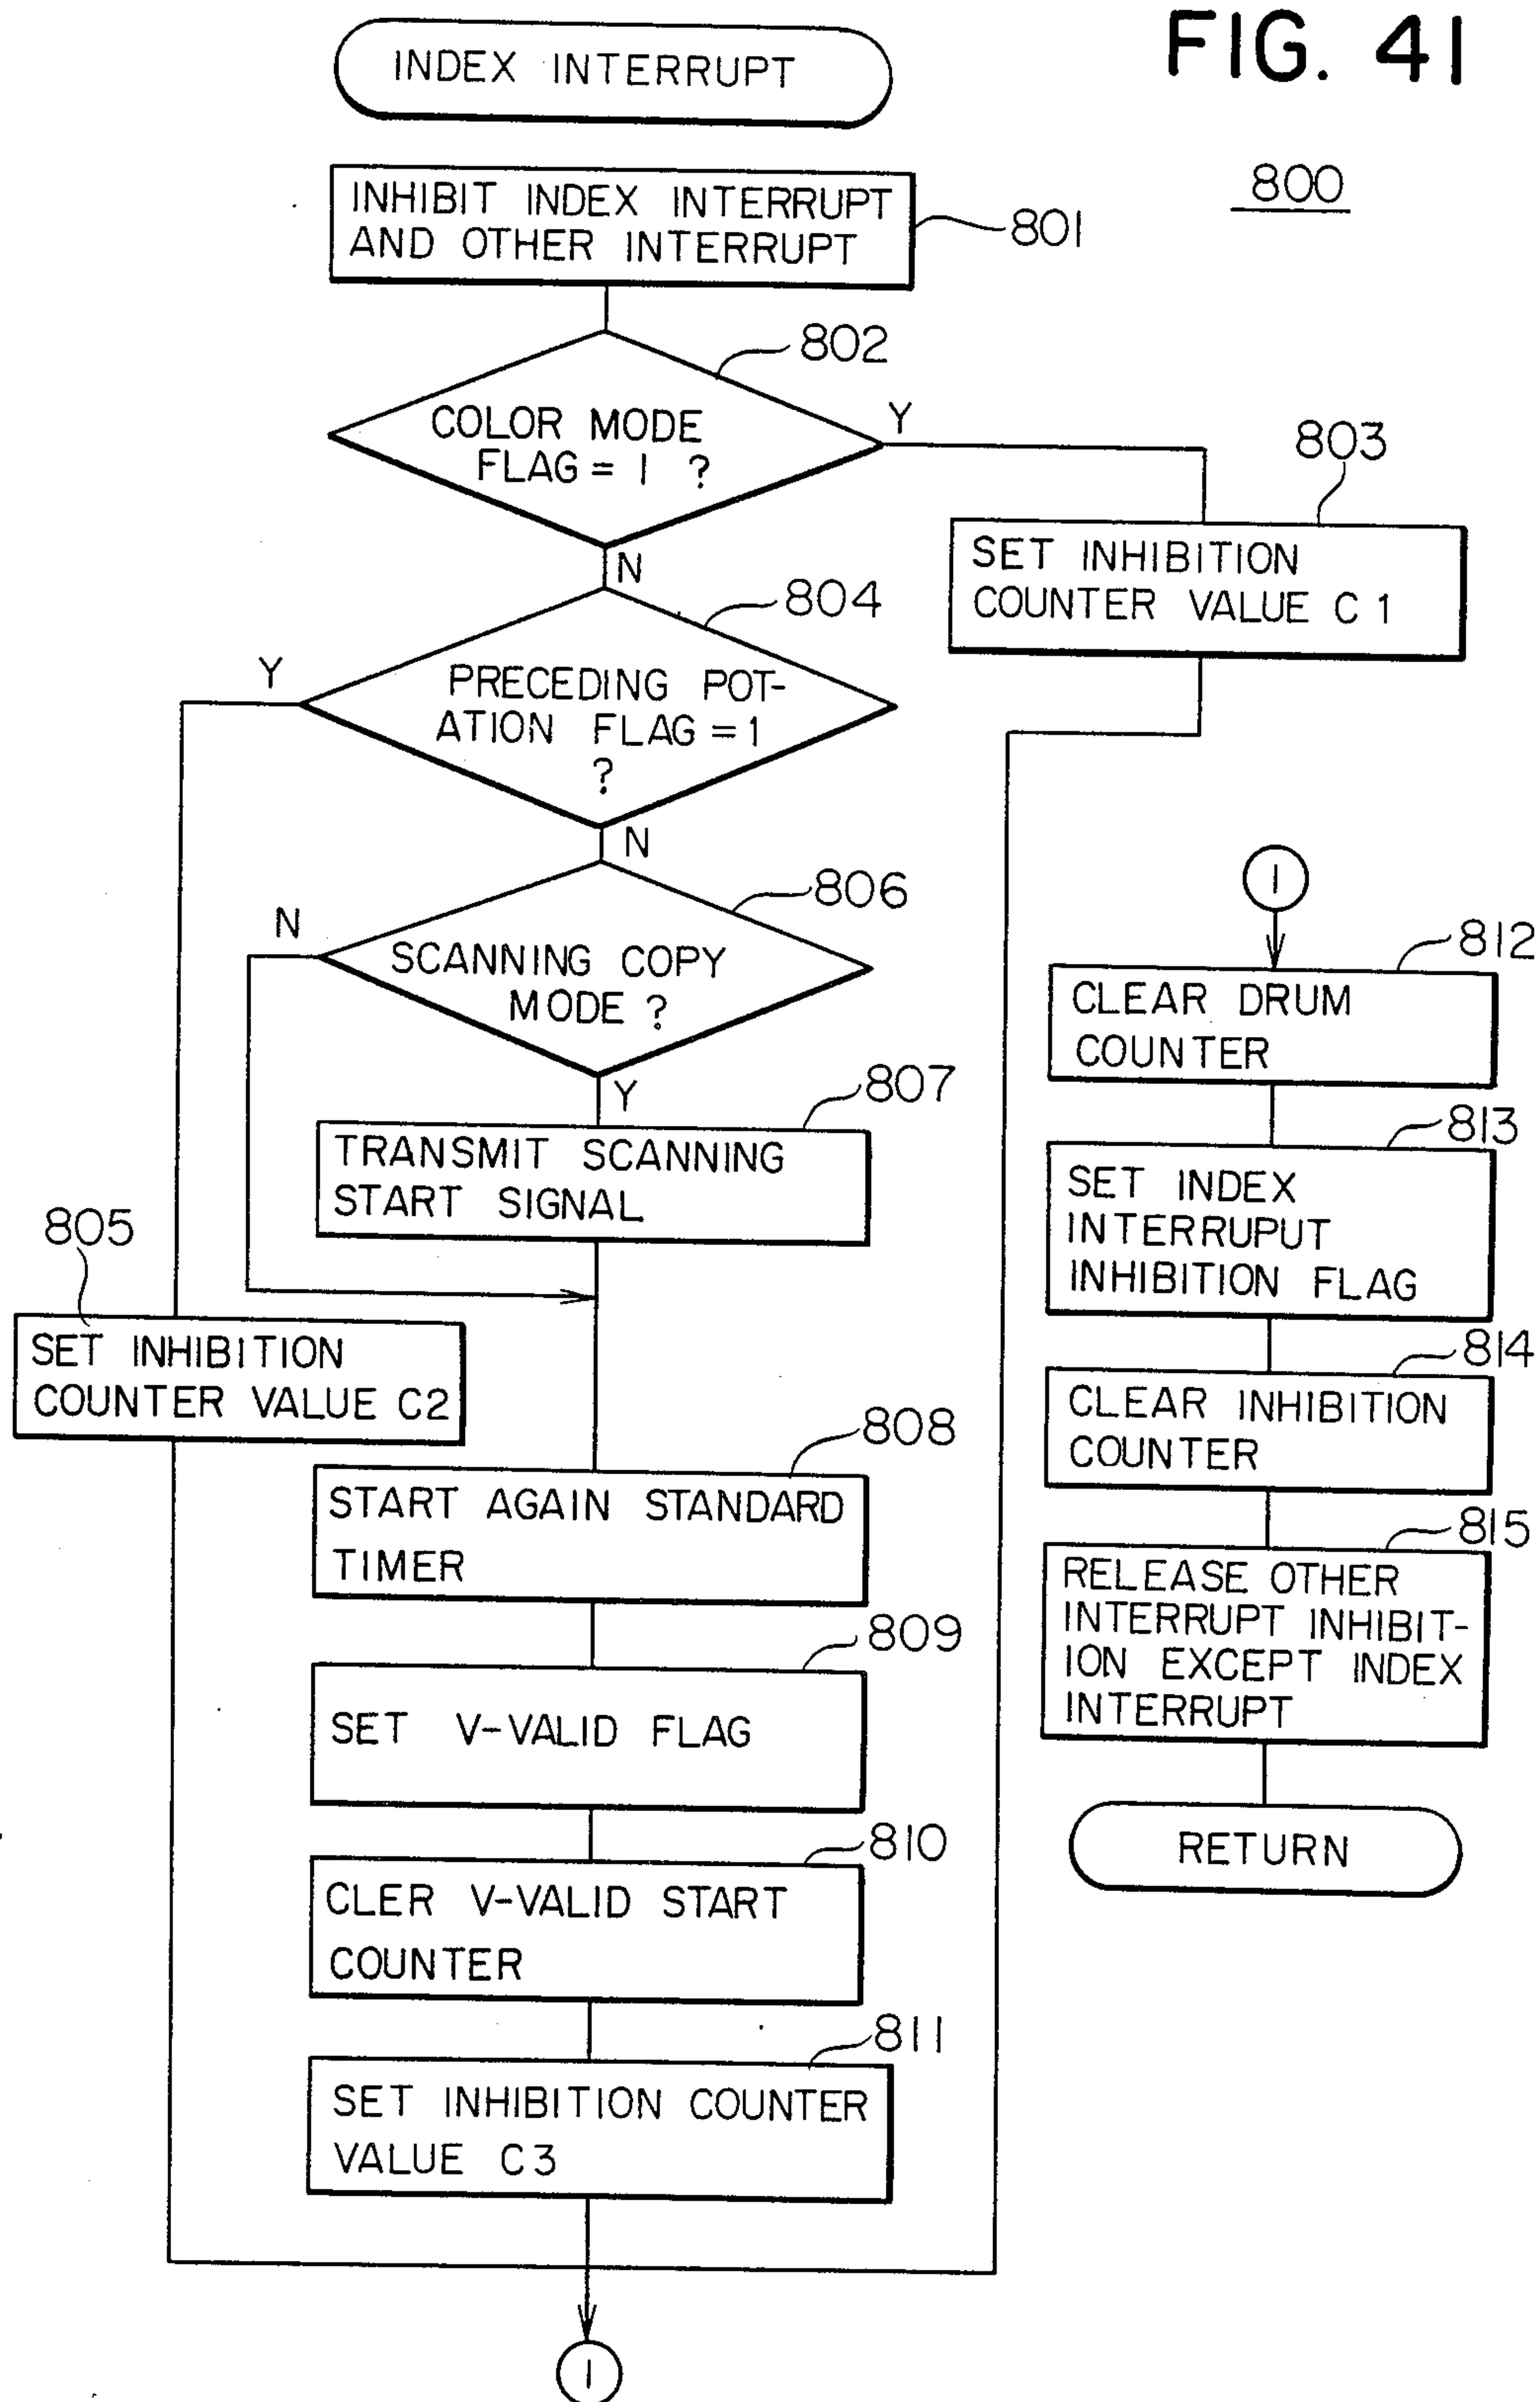 FIG. 41
800
INDEX INTERRUPT
INHIBIT INDEX INTERRUPT
AND OTHER INTERRUPT
801
802
COLOR MODE
FLAG = 1 ?
Y
N
803
SET INHIBITION
COUNTER VALUE C 1
804
PRECEDING POT-
ATION FLAG = 1
?
Y
N
806
SCANNING COPY
MODE ?
N
Y
807
TRANSMIT SCANNING
START SIGNAL
805
SET INHIBITION
COUNTER VALUE C2
808
START AGAIN STANDARD
TIMER
809
SET V-VALID FLAG
810
CLER V-VALID START
COUNTER
811
SET INHIBITION COUNTER
VALUE C3
1
1
812
CLEAR DRUM
COUNTER
813
SET INDEX
INTERRUPUT
INHIBITION FLAG
814
CLEAR INHIBITION
COUNTER
815
RELEASE OTHER
INTERRUPT INHIBIT-
ION EXCEPT INDEX
INTERRUPT
RETURN